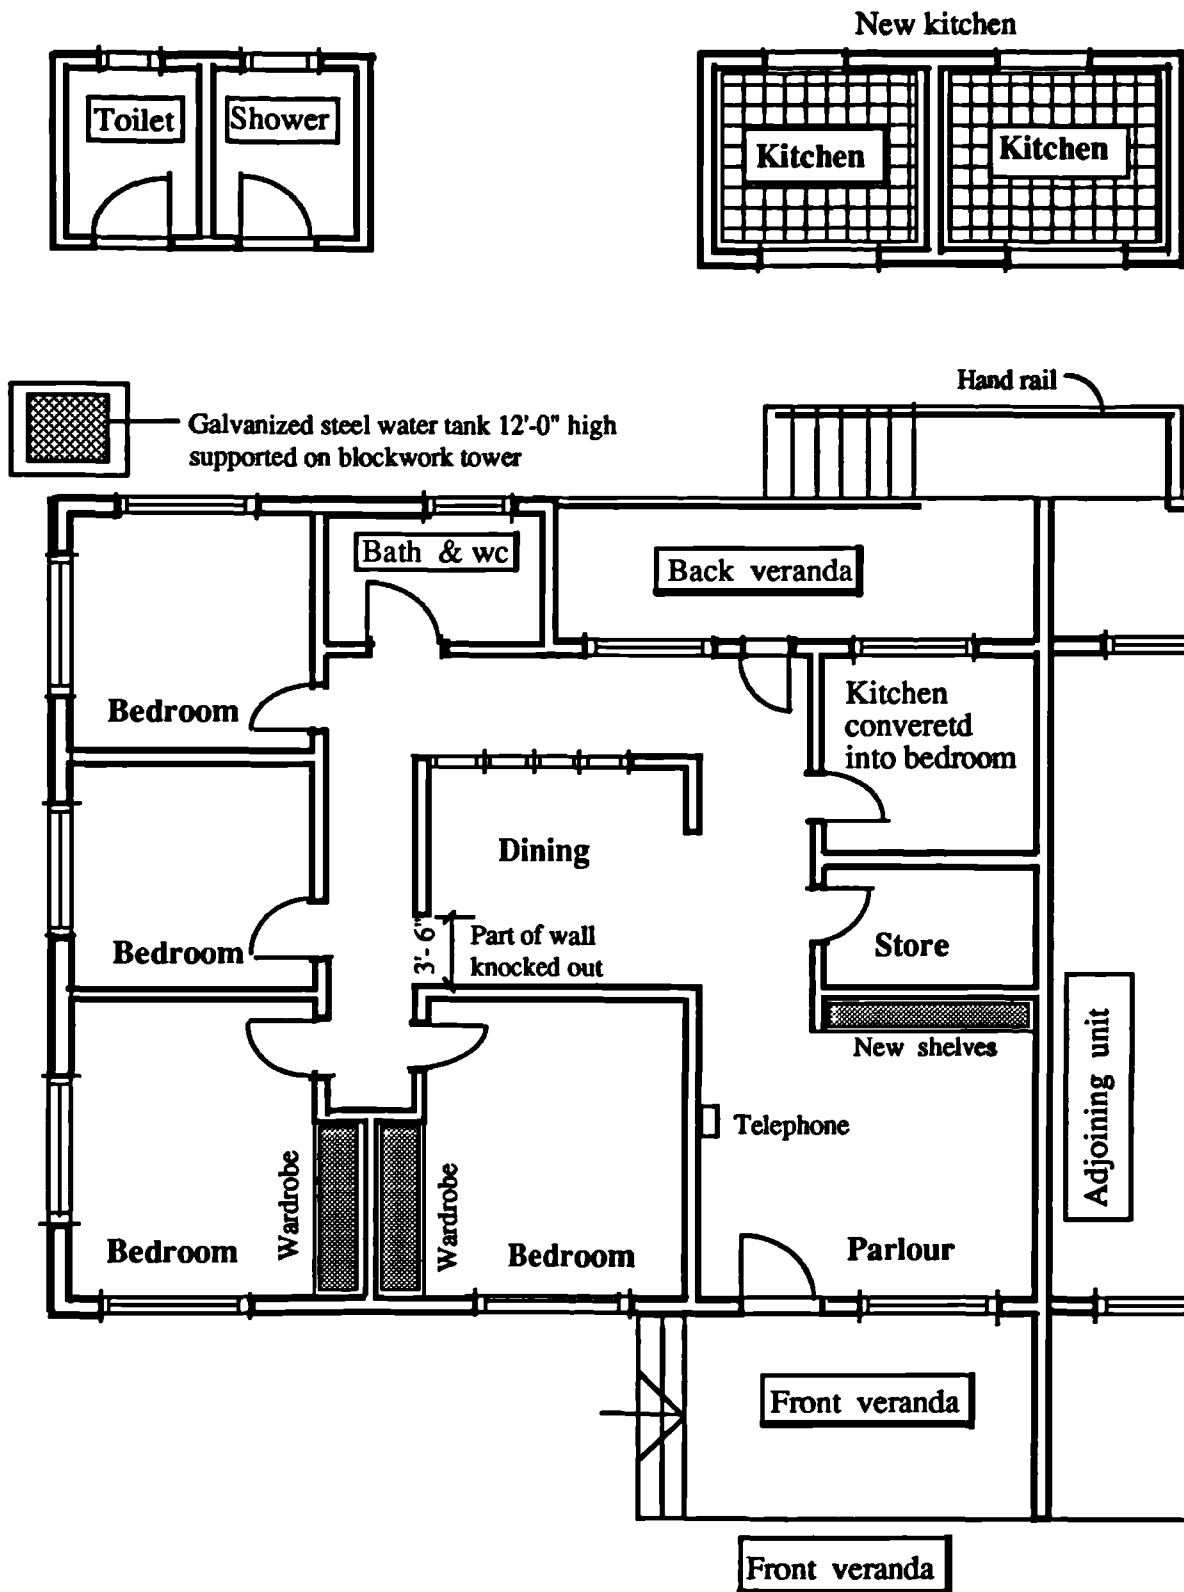 New kitchen
Toilet
Shower
Kitchen
Kitchen
Hand rail
Galvanized steel water tank 12'-0" high
supported on blockwork tower
Bath & wc
Back veranda
Bedroom
Kitchen
converetd
into bedroom
Dining
Bedroom
3'- 6"
Part of wall
knocked out
Store
New shelves
Adjoining unit
Telephone
Wardrobe
Wardrobe
Bedroom
Bedroom
Parlour
Front veranda
Front veranda